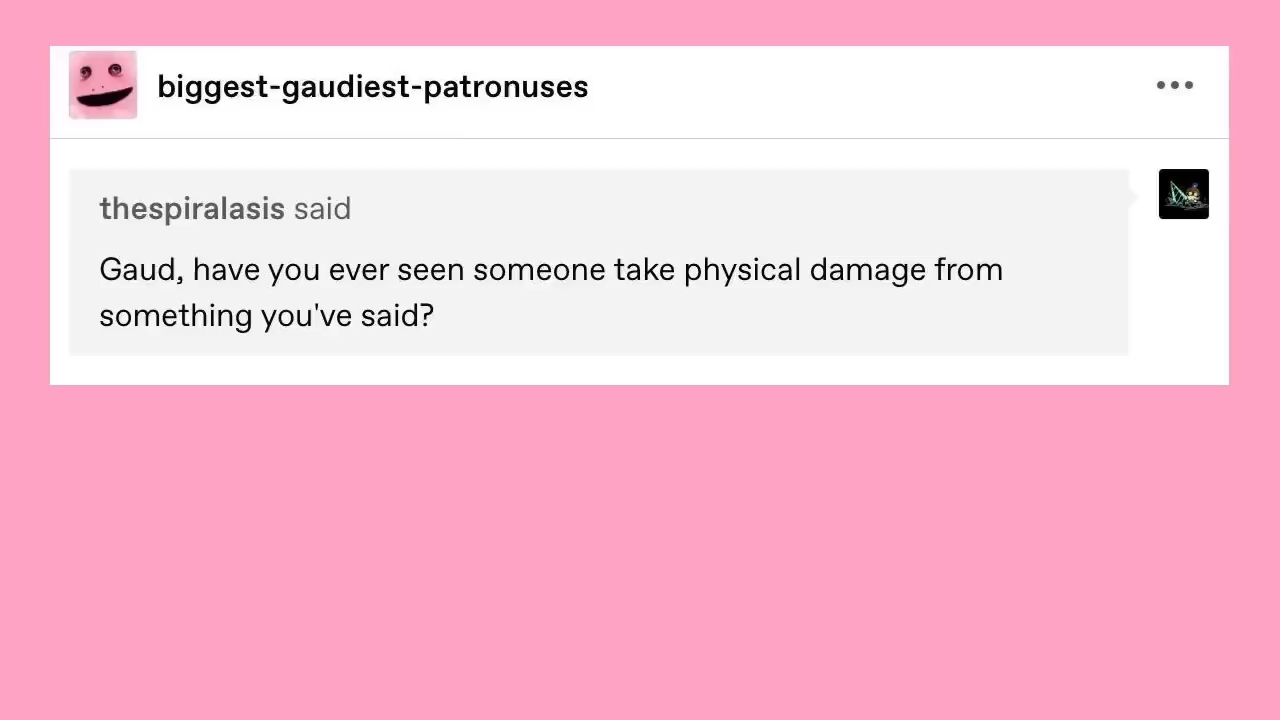 biggest-gaudiest-patronuses
thespiralasis said
Gaud, have you ever seen someone take physical damage from
something you've said?